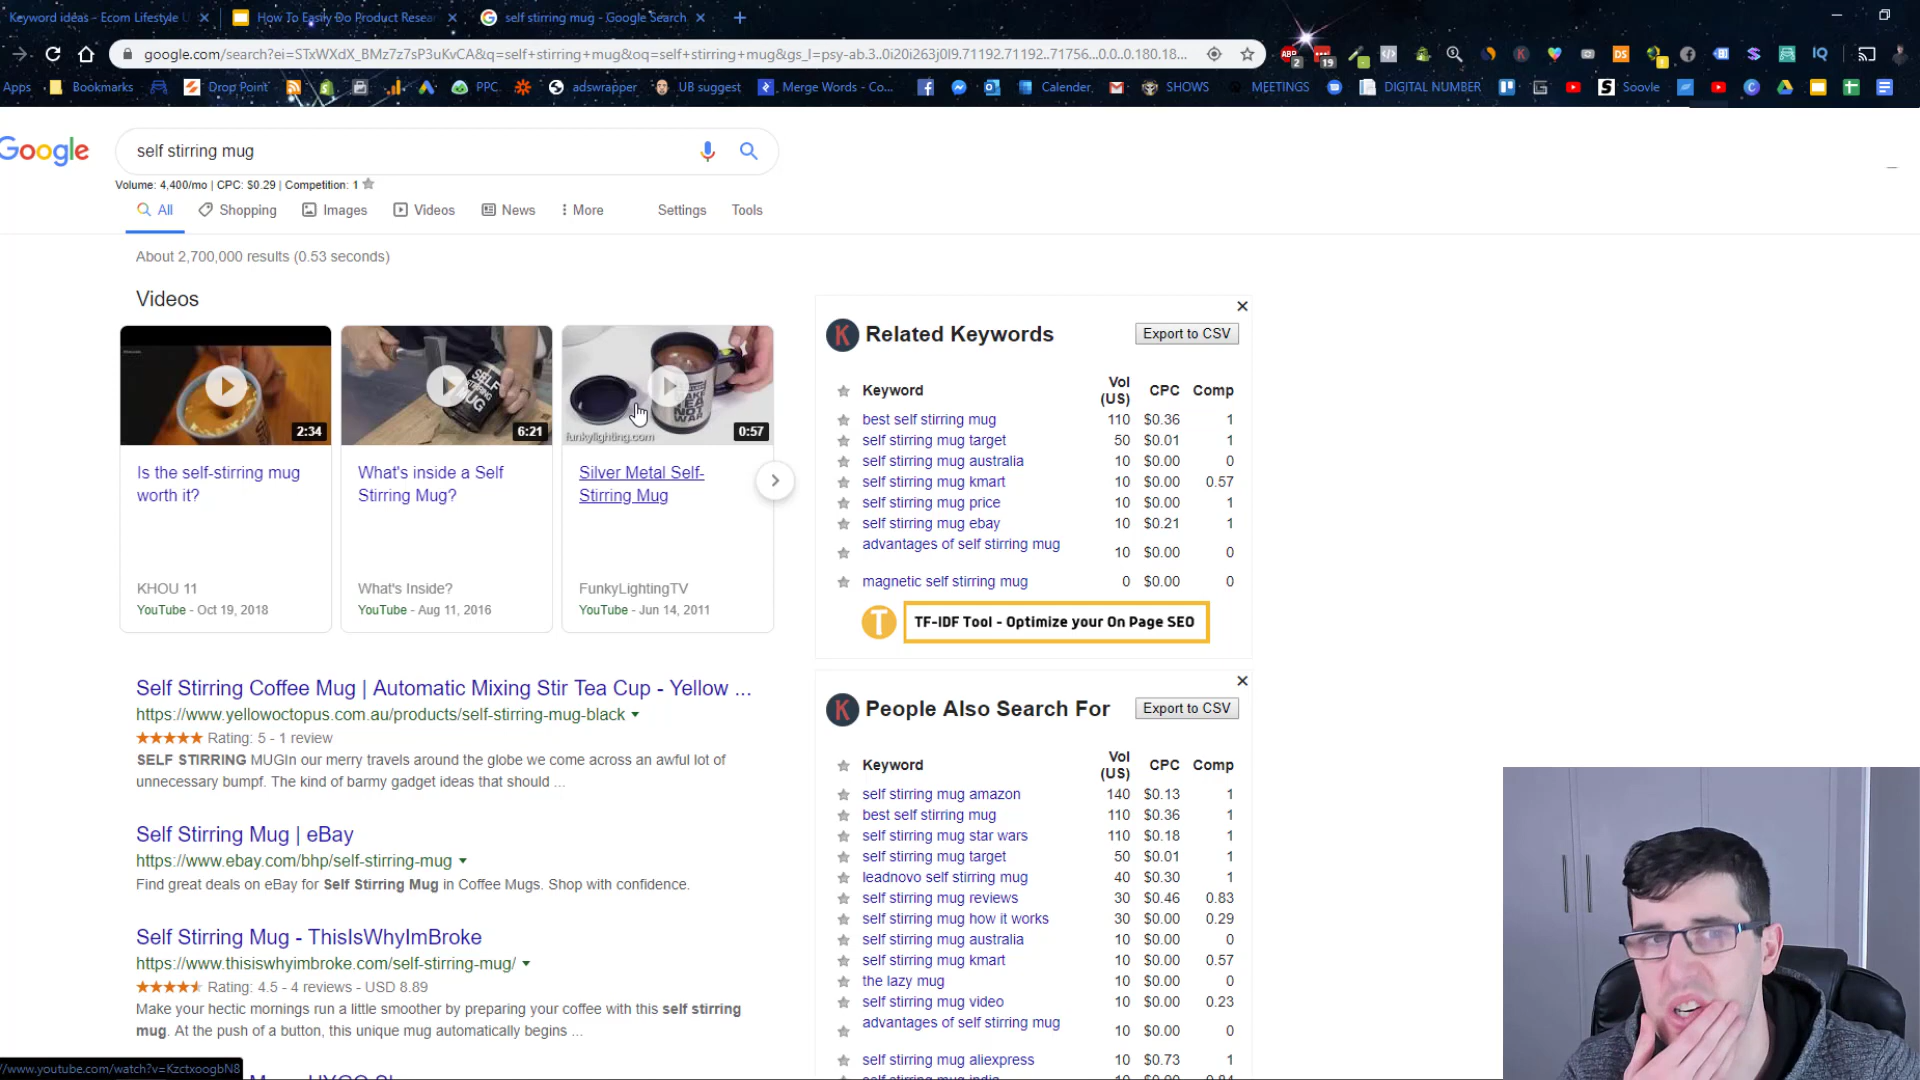 Keyword ideas - Ecom Lifestyle U
How To Easily Do Product Resear
self stirring mug - Google Search
google.com/search?ei=STxWXdX_BMz7z7sP3uKvCA&q=self+stirring+mug&oq=self+stirring+mug&gs_l=psy-ab.3..0i20i263j0l9.71192.71192..71756...0.0..0.180.18...
Apps
Bookmarks
Drop Point
PPC
adswrapper
UB suggest
Merge Words - Co...
Calender
SHOWS
MEETINGS
DIGITAL NUMBER
Soovle
Google
self stirring mug
Volume: 4,400/mo | CPC: $0.29 | Competition: 1
All
Shopping
Images
Videos
News
More
Settings
Tools
About 2,700,000 results (0.53 seconds)
Videos
2:34
Is the self-stirring mug
worth it?
KHOU 11
YouTube - Oct 19, 2018
SELF
STIRRING
MUG
6:21
What's inside a Self
Stirring Mug?
What's Inside?
YouTube - Aug 11, 2016
MAKE
TEA
NOT
WAR
funkylighting.com
0:57
Silver Metal Self-
Stirring Mug
FunkyLightingTV
YouTube - Jun 14, 2011
Self Stirring Coffee Mug | Automatic Mixing Stir Tea Cup - Yellow ...
https://www.yellowoctopus.com.au/products/self-stirring-mug-black
Rating: 5 - 1 review
SELF STIRRING MUGIn our merry travels around the globe we come across an awful lot of
unnecessary bumpf. The kind of barmy gadget ideas that should ...
Self Stirring Mug | eBay
https://www.ebay.com/bhp/self-stirring-mug
Find great deals on eBay for Self Stirring Mug in Coffee Mugs. Shop with confidence.
Self Stirring Mug - ThisIsWhyImBroke
https://www.thisiswhyimbroke.com/self-stirring-mug/
Rating: 4.5 - 4 reviews - USD 8.89
Make your hectic mornings run a little smoother by preparing your coffee with this self stirring
mug. At the push of a button, this unique mug automatically begins ...
//www.youtube.com/watch?v=KzctxoogbN8
Related Keywords
Export to CSV
Keyword Vol (US) CPC Comp
best self stirring mug 110 $0.36 1
self stirring mug target 50 $0.01 1
self stirring mug australia 10 $0.00 0
self stirring mug kmart 10 $0.00 0.57
self stirring mug price 10 $0.00 1
self stirring mug ebay 10 $0.21 1
advantages of self stirring mug 10 $0.00 0
magnetic self stirring mug 0 $0.00 0
TF-IDF Tool - Optimize your On Page SEO
People Also Search For
Export to CSV
Keyword Vol (US) CPC Comp
self stirring mug amazon 140 $0.13 1
best self stirring mug 110 $0.36 1
self stirring mug star wars 110 $0.18 1
self stirring mug target 50 $0.01 1
leadnovo self stirring mug 40 $0.30 1
self stirring mug reviews 30 $0.46 0.83
self stirring mug how it works 30 $0.00 0.29
self stirring mug australia 10 $0.00 0
self stirring mug kmart 10 $0.00 0.57
the lazy mug 10 $0.00 0
self stirring mug video 10 $0.00 0.23
advantages of self stirring mug 10 $0.00 0
self stirring mug aliexpress 10 $0.73 1